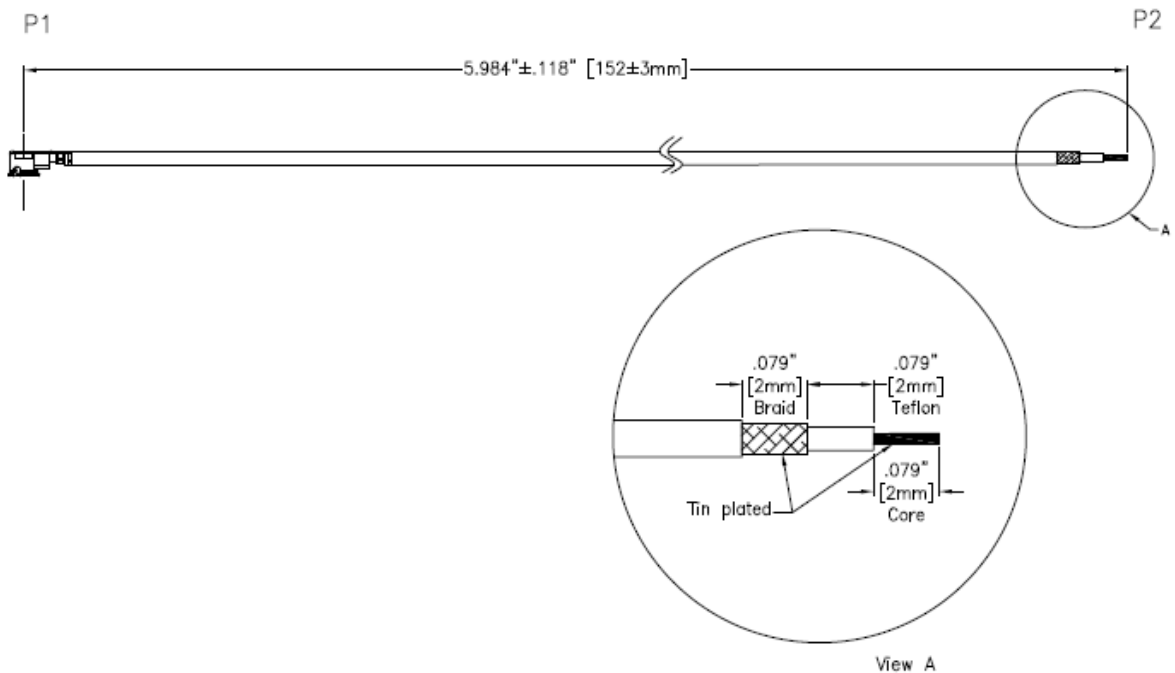 P1
P2
5.984"±.118" [152±3mm]
A
.079"
[2mm]
Braid
.079"
[2mm]
Teflon
.079"
[2mm]
Core
Tin plated
View A